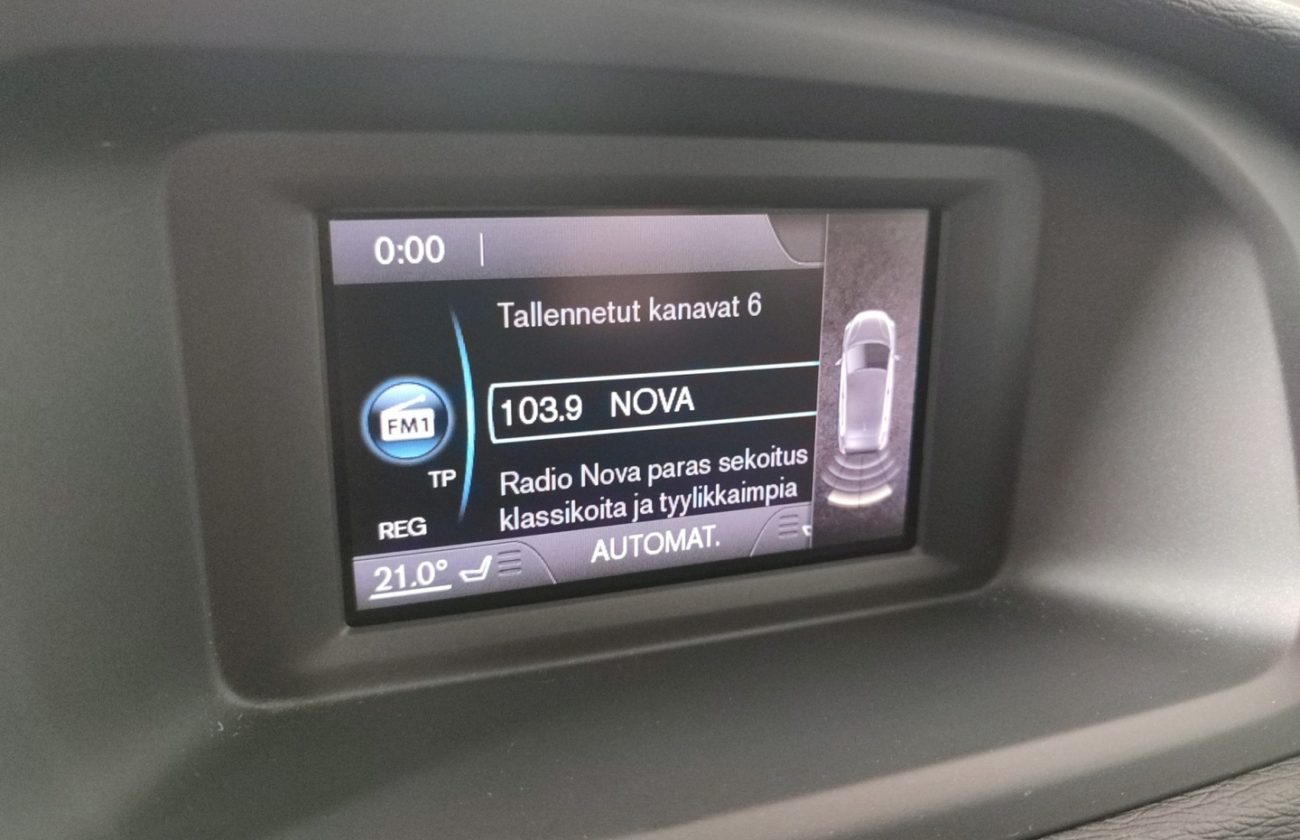 0:00
Tallennetut kanavat 6
FM1
103.9 NOVA
TP
Radio Nova paras sekoitus
klassikoita ja tyylikkaimpia
REG
21.0°
AUTOMAT.